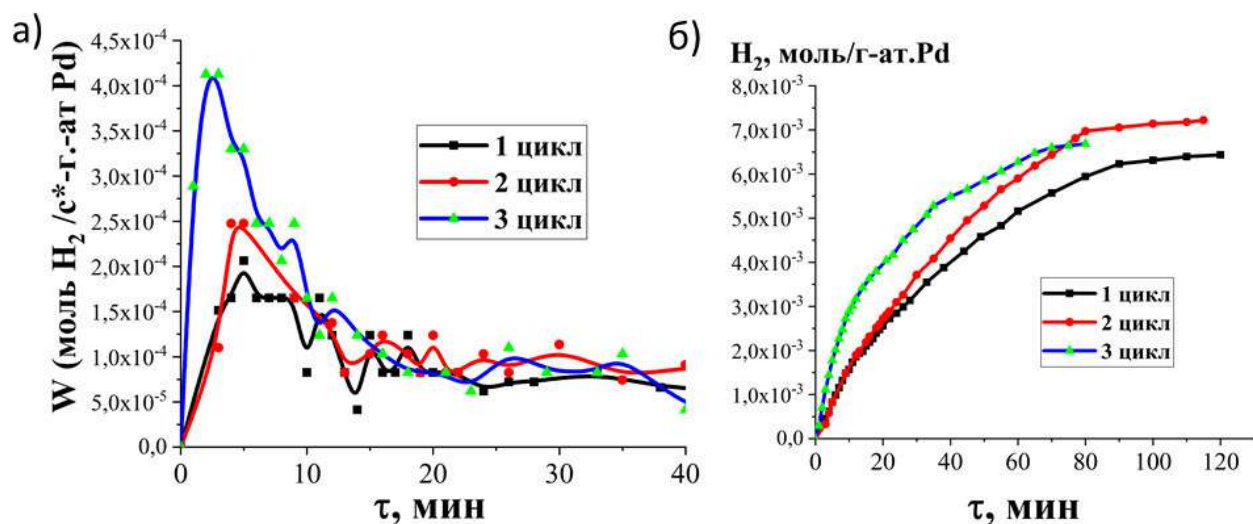 а)
W (моль H₂ /с*-г.-ат Pd)
4,5x10⁻⁴
4,0x10⁻⁴
3,5x10⁻⁴
3,0x10⁻⁴
2,5x10⁻⁴
2,0x10⁻⁴
1,5x10⁻⁴
1,0x10⁻⁴
5,0x10⁻⁵
0,0
0 10 20 30 40
τ, мин
1 цикл
2 цикл
3 цикл
б)
H₂, моль/г-ат.Pd
8,0x10⁻³
7,0x10⁻³
6,0x10⁻³
5,0x10⁻³
4,0x10⁻³
3,0x10⁻³
2,0x10⁻³
1,0x10⁻³
0,0
0 20 40 60 80 100 120
τ, мин
1 цикл
2 цикл
3 цикл